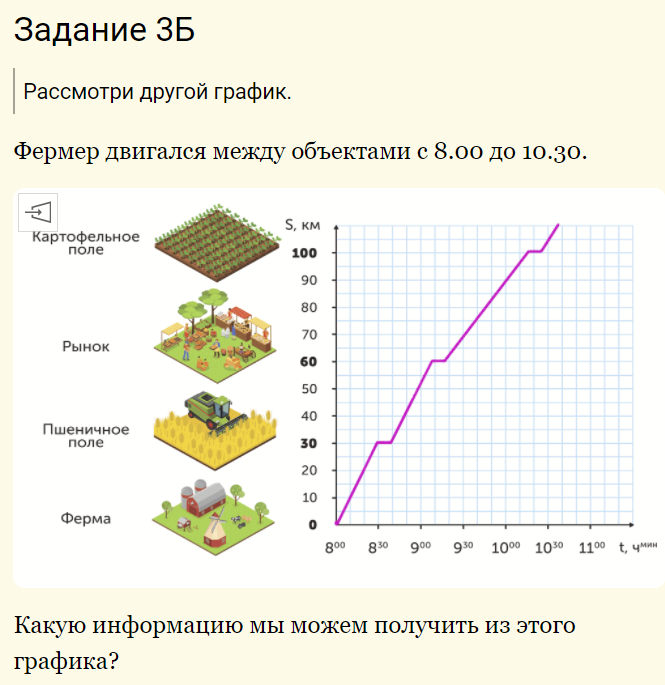 Задание 3Б
Рассмотри другой график.
Фермер двигался между объектами с 8.00 до 10.30.
Картофельное
поле
Рынок
Пшеничное
поле
Ферма
S, км
100
90
80
70
60
50
40
30
20
10
0
8⁰⁰ 8³⁰ 9⁰⁰ 9³⁰ 10⁰⁰ 10³⁰ 11⁰⁰ t, чᵐᶦⁿ
Какую информацию мы можем получить из этого
графика?